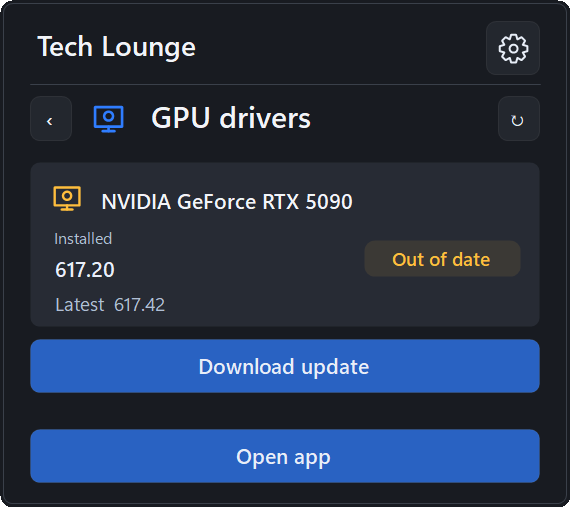 Tech Lounge
GPU drivers
NVIDIA GeForce RTX 5090
Installed
617.20
Out of date
Latest 617.42
Download update
Open app